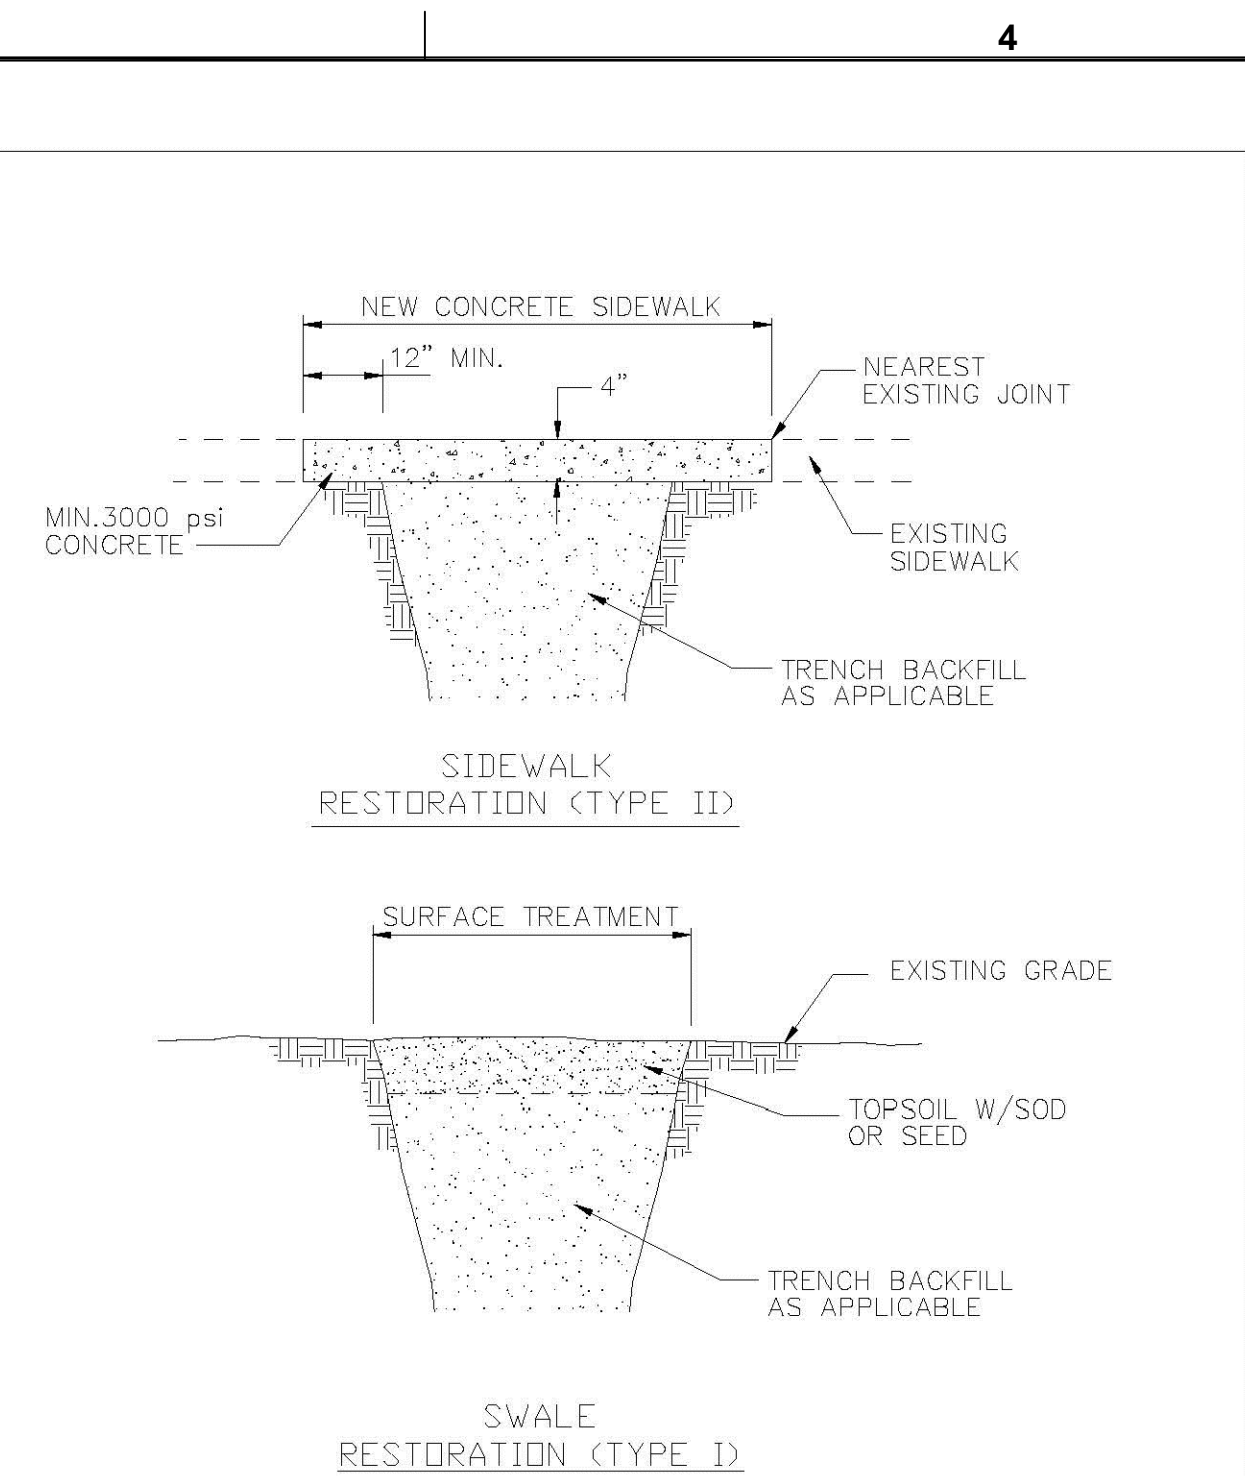 4
NEW CONCRETE SIDEWALK
12” MIN.
4”
NEAREST
EXISTING JOINT
MIN.3000 psi
CONCRETE
EXISTING
SIDEWALK
TRENCH BACKFILL
AS APPLICABLE
SIDEWALK
RESTORATION (TYPE II)
SURFACE TREATMENT
EXISTING GRADE
TOPSOIL W/SOD
OR SEED
TRENCH BACKFILL
AS APPLICABLE
SWALE
RESTORATION (TYPE I)